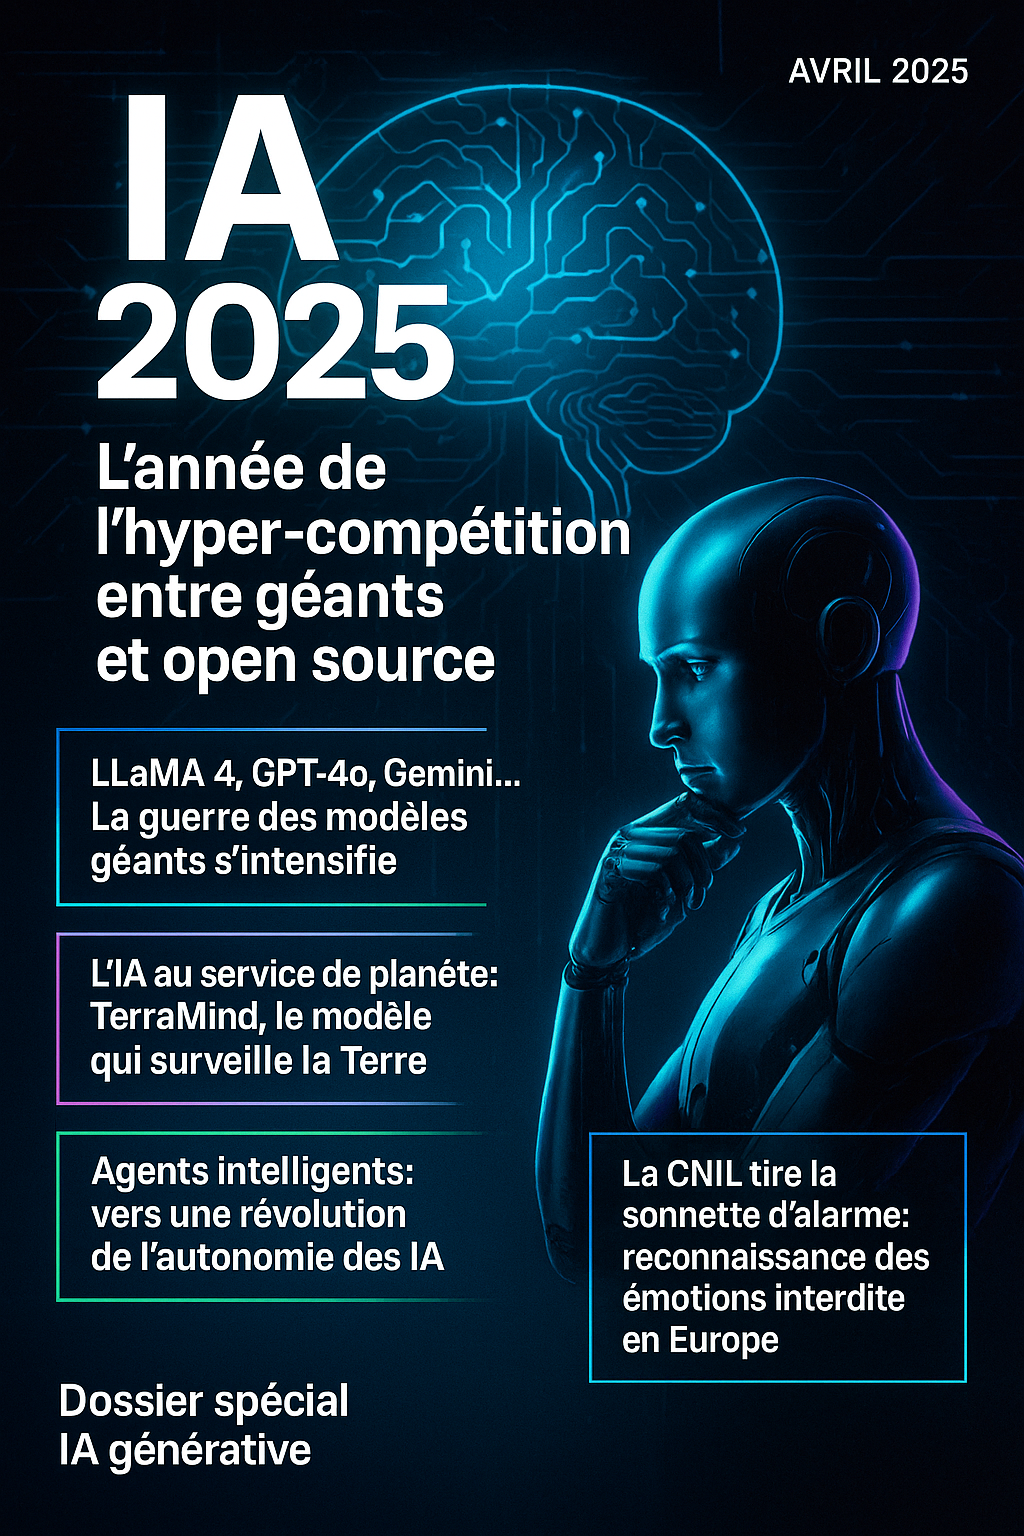 AVRIL 2025
IA
2025
L'année de
l'hyper-compétition
entre géants
et open source
LLaMA 4, GPT-4o, Gemini...
La guerre des modèles
géants s'intensifie
L'IA au service de planéte:
TerraMind, le modèle
qui surveille la Terre
Agents intelligents:
vers une révolution
de l'autonomie des IA
La CNIL tire la
sonnette d'alarme:
reconnaissance des
émotions interdite
en Europe
Dossier spécial
IA générative